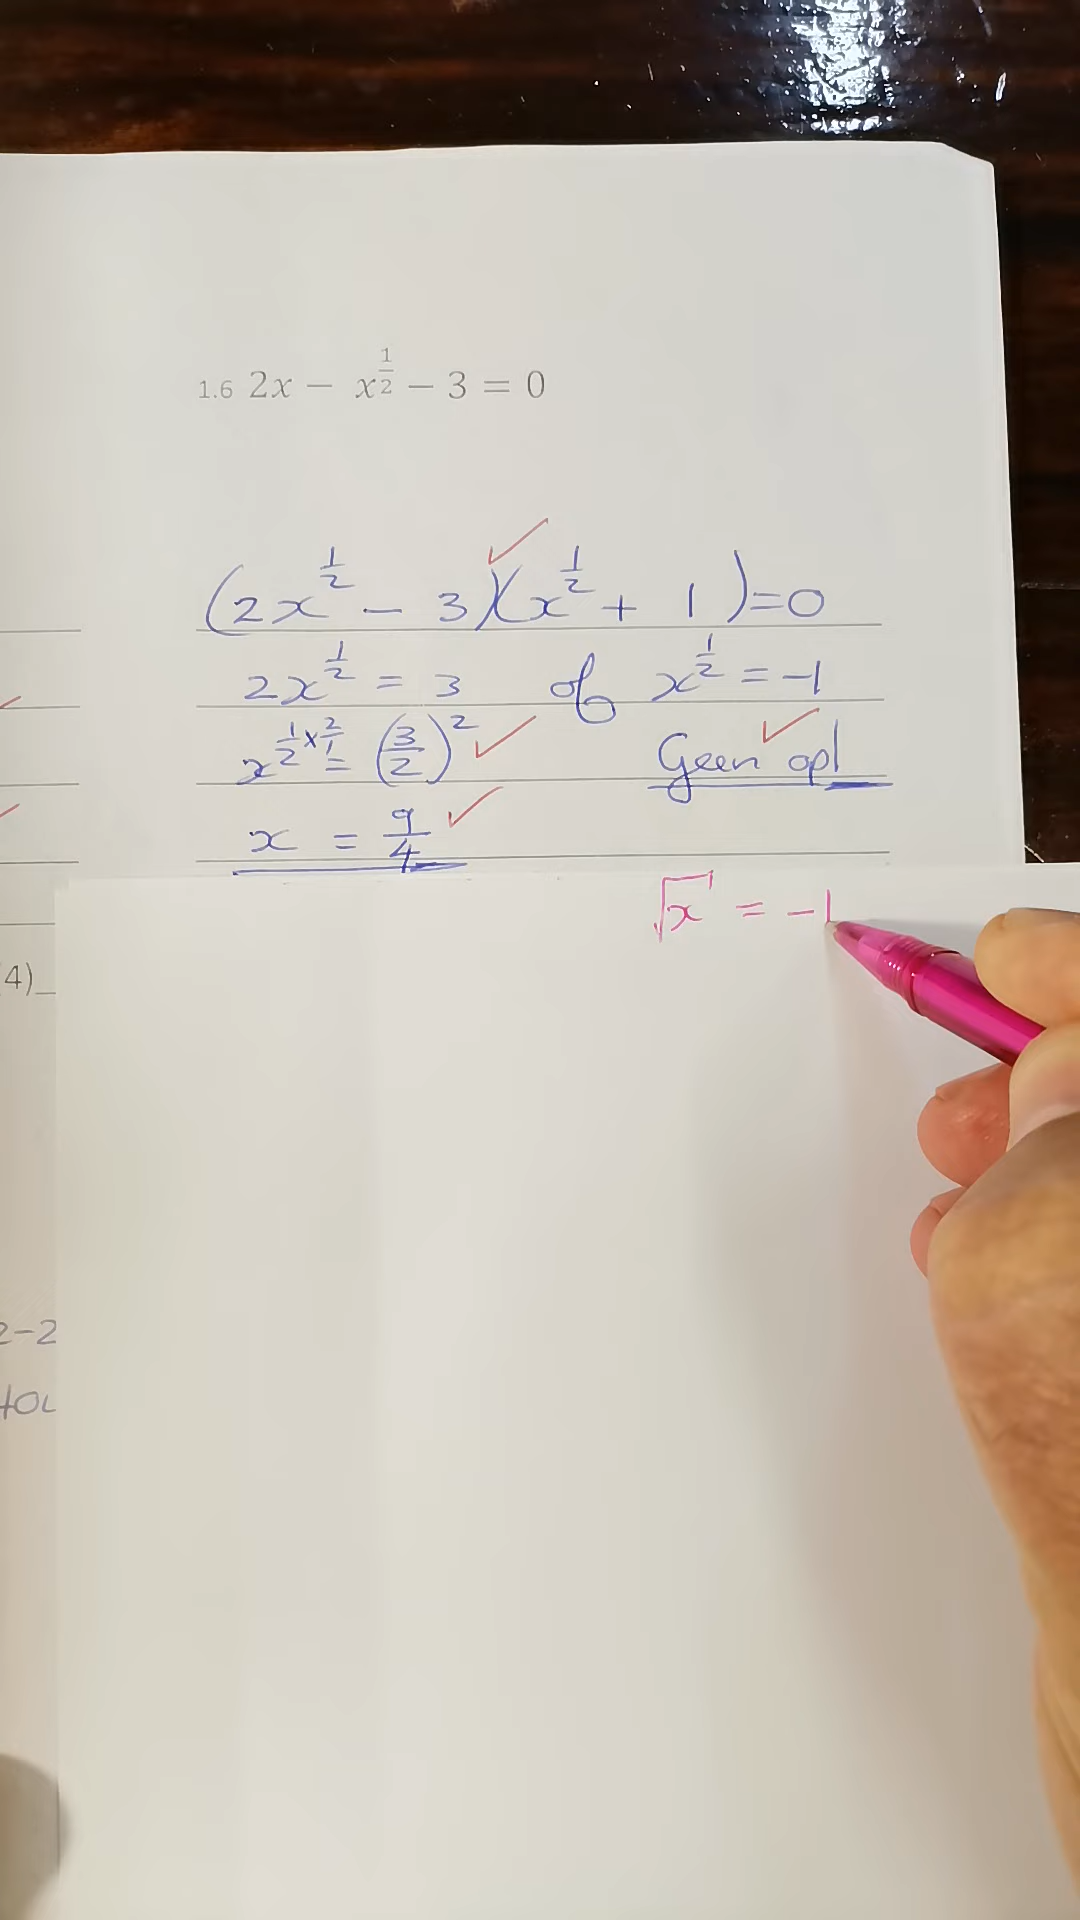 1.6 2x − x^{1/2} − 3 = 0
(2x^{1/2} − 3)(x^{1/2} + 1) = 0
2x^{1/2} = 3 of x^{1/2} = −1
x^{1/2 × 2/1} = (3/2)^2 Geen opl
x = 9/4
√x = −1
(4)_
2−2